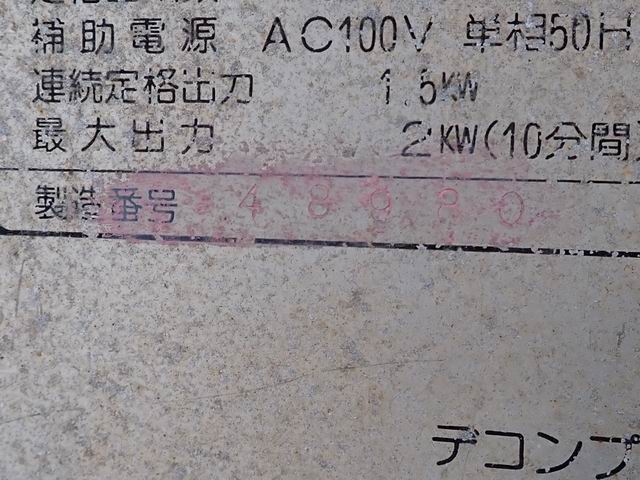 補助電源 AC100V 単相50H
連続定格出力 1.5KW
最大出力 2KW(10分間)
製造番号 48980
デコンプ